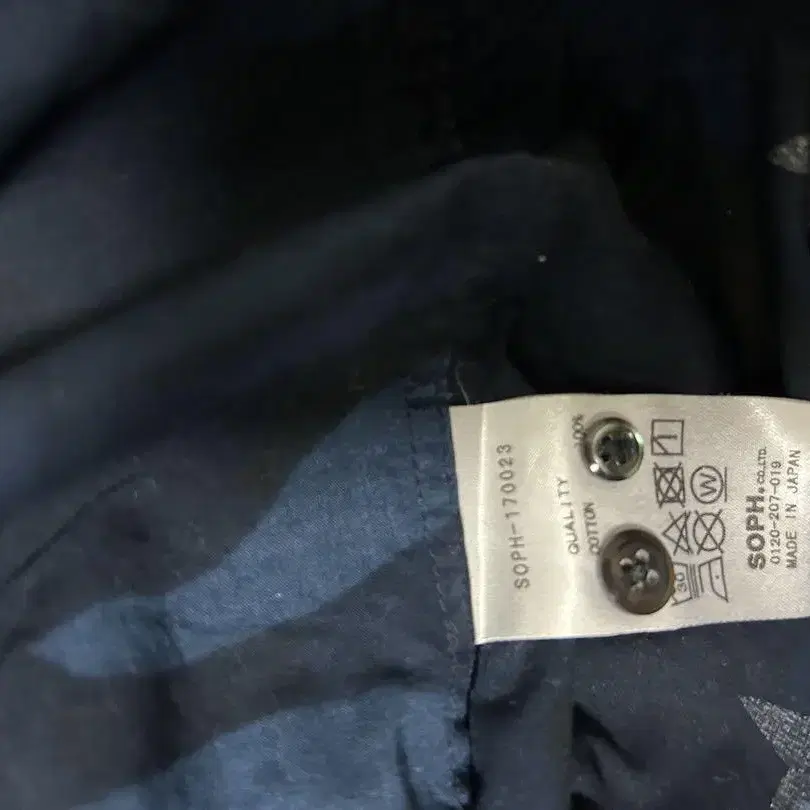 SOPH-170023
QUALITY
COTTON 100%
30
W
SOPH.CO.,LTD.
0120-207-019
MADE IN JAPAN